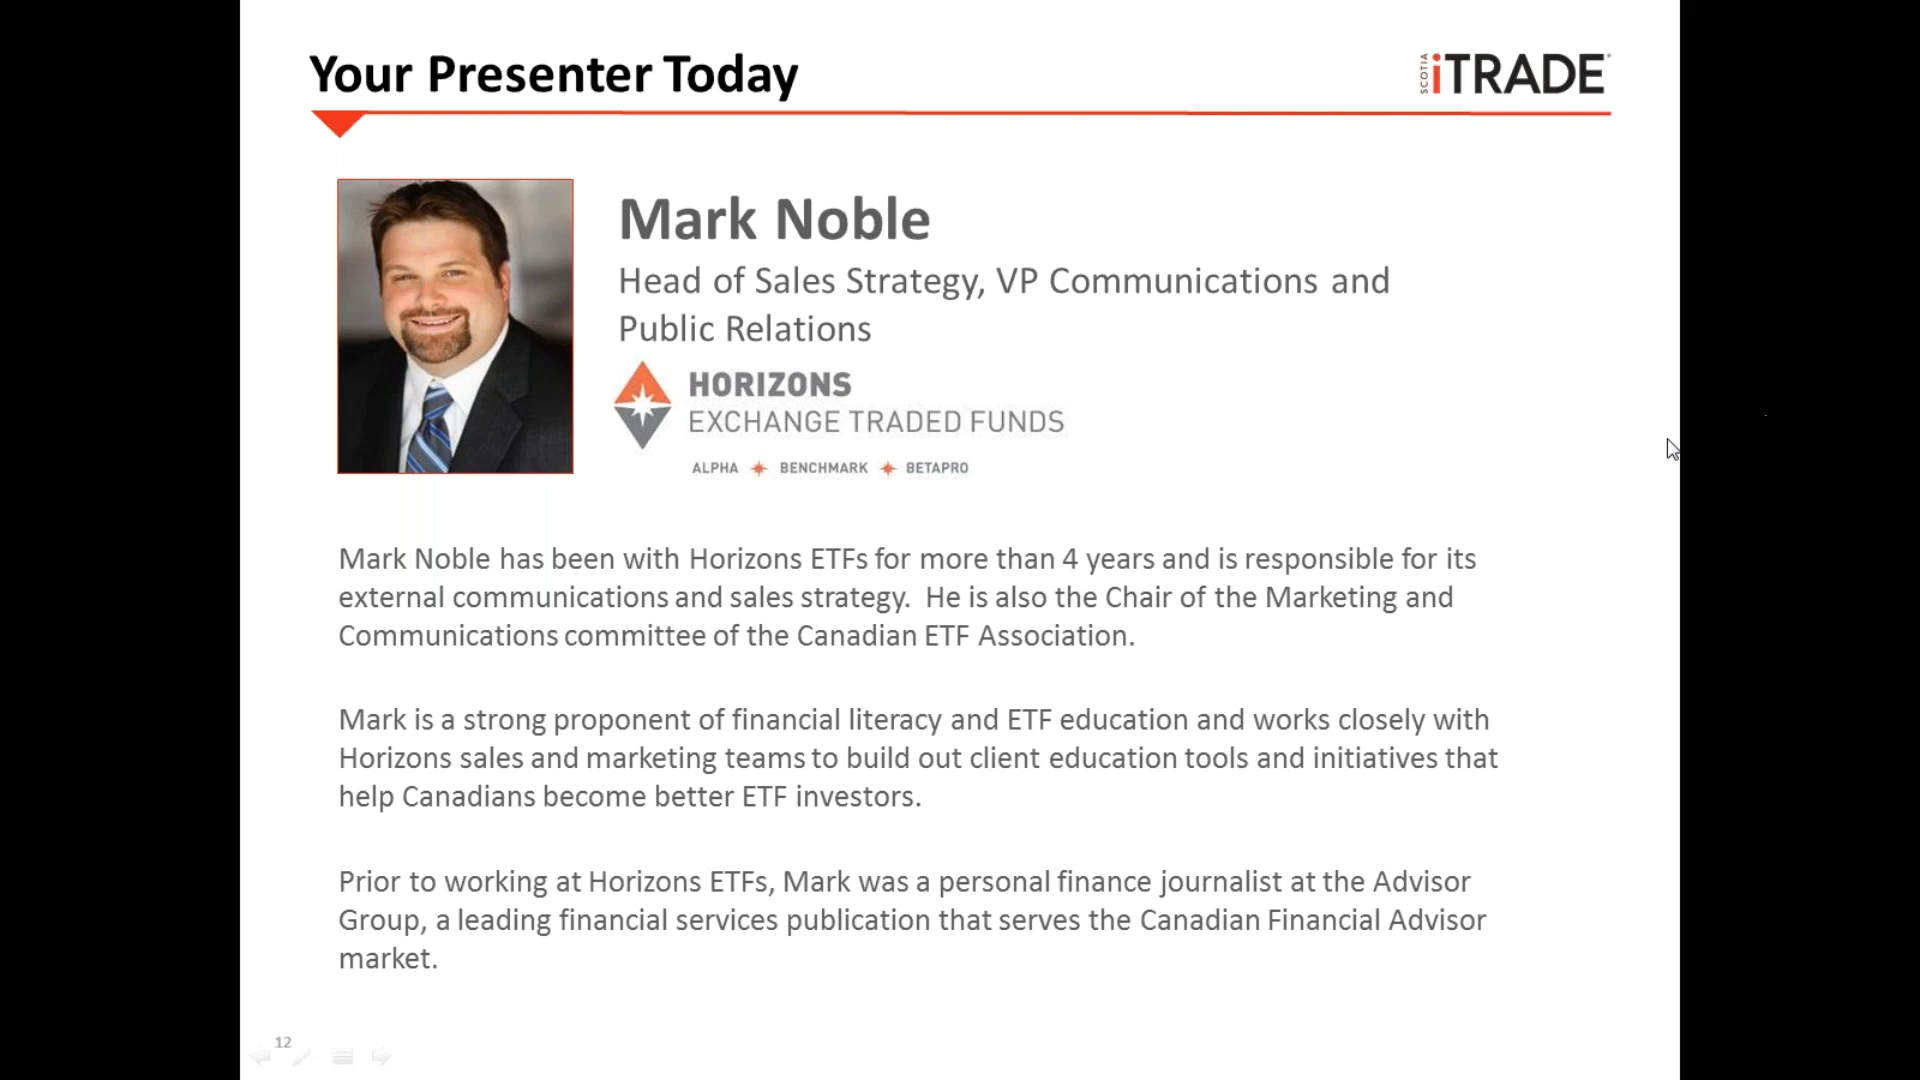 Your Presenter Today
SCOTIA iTRADE
Mark Noble
Head of Sales Strategy, VP Communications and
Public Relations
HORIZONS
EXCHANGE TRADED FUNDS
ALPHA BENCHMARK BETAPRO
Mark Noble has been with Horizons ETFs for more than 4 years and is responsible for its
external communications and sales strategy.  He is also the Chair of the Marketing and
Communications committee of the Canadian ETF Association.
Mark is a strong proponent of financial literacy and ETF education and works closely with
Horizons sales and marketing teams to build out client education tools and initiatives that
help Canadians become better ETF investors.
Prior to working at Horizons ETFs, Mark was a personal finance journalist at the Advisor
Group, a leading financial services publication that serves the Canadian Financial Advisor
market.
12